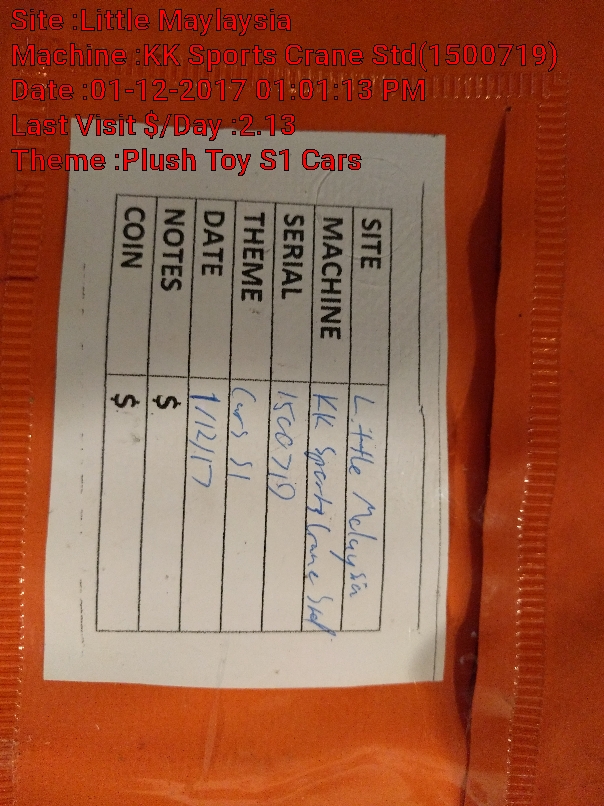 Site :Little Maylaysia
Machine :KK Sports Crane Std(1500719)
Date :01-12-2017 01:01:13 PM
Last Visit $/Day :2.13
Theme :Plush Toy S1 Cars
SITE Little Malaysia
MACHINE KK Sports Crane Std
SERIAL 1500719
THEME Cars S1
DATE 1/12/17
NOTES $
COIN $